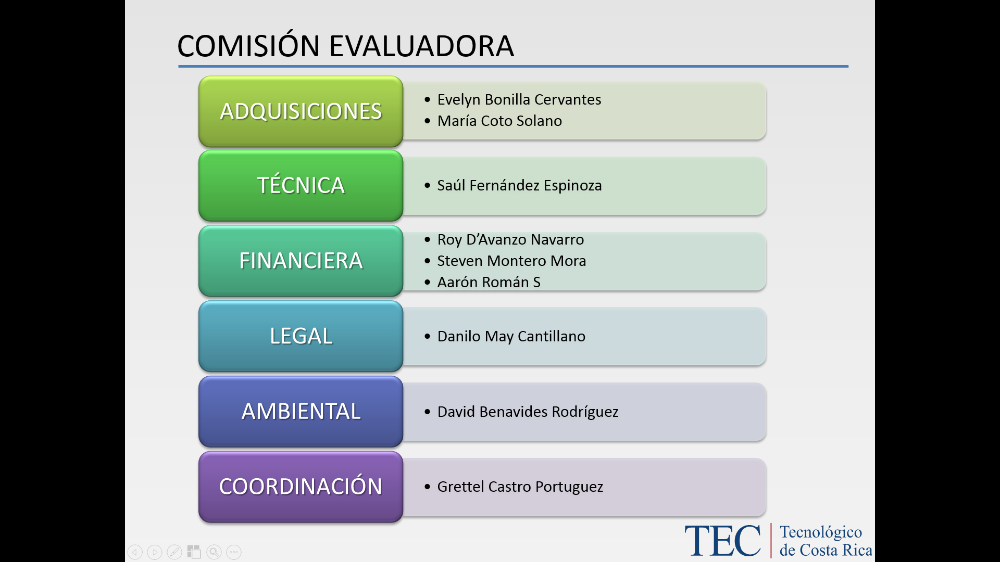 COMISIÓN EVALUADORA
ADQUISICIONES
• Evelyn Bonilla Cervantes
• María Coto Solano
TÉCNICA
• Saúl Fernández Espinoza
FINANCIERA
• Roy D’Avanzo Navarro
• Steven Montero Mora
• Aarón Román S
LEGAL
• Danilo May Cantillano
AMBIENTAL
• David Benavides Rodríguez
COORDINACIÓN
• Grettel Castro Portuguez
TEC
Tecnológico
de Costa Rica